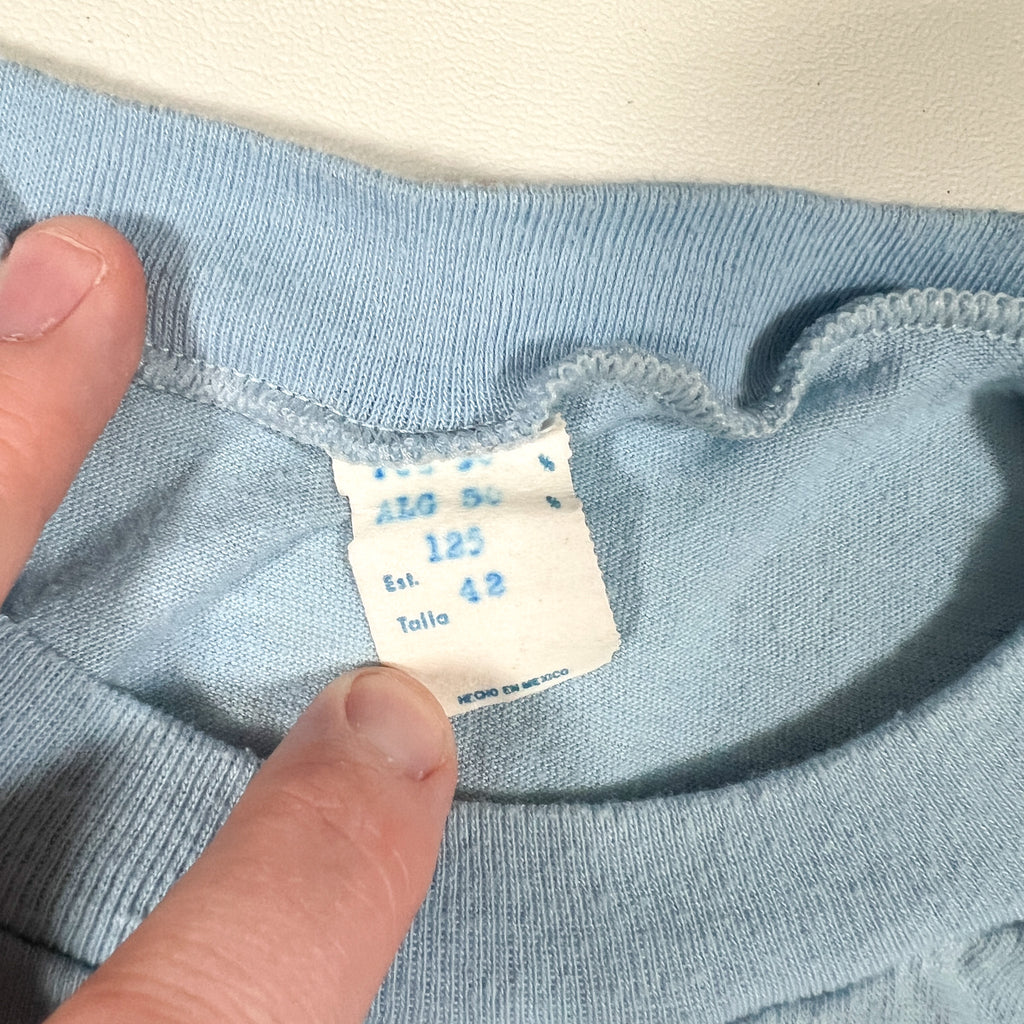 %
ALG 50 %
125
Est. 42
Talla
HECHO EN MEXICO